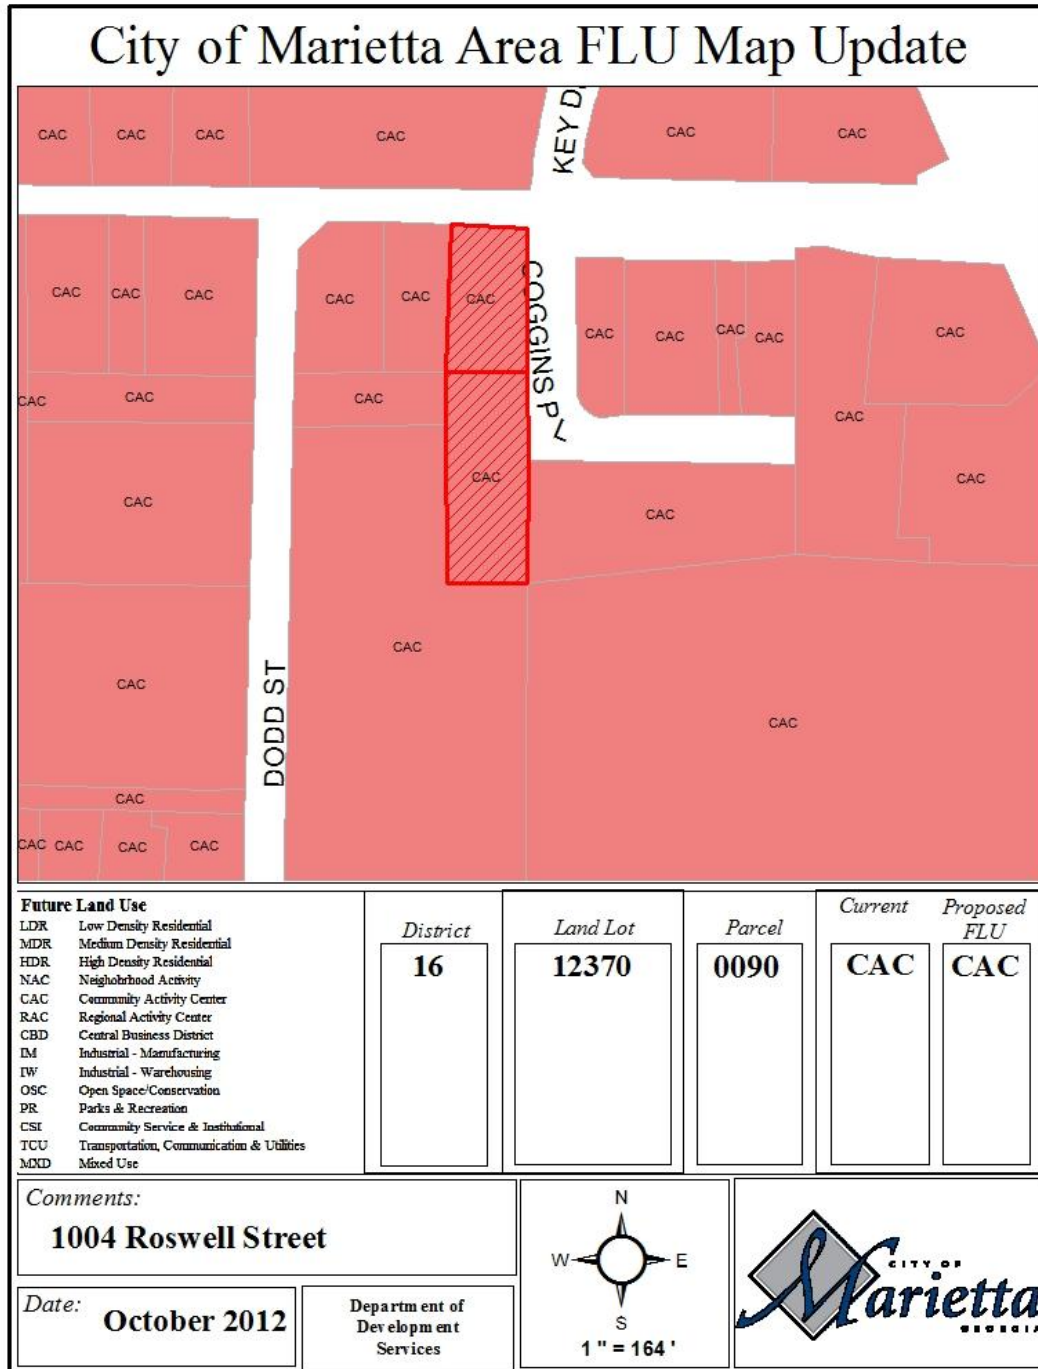 City of Marietta Area FLU Map Update
CAC CAC CAC CAC KEY D CAC CAC
CAC CAC CAC CAC CAC CAC COGGINS PL CAC CAC CAC CAC CAC
CAC CAC CAC CAC
CAC CAC CAC CAC
CAC CAC
DODD ST
CAC CAC
CAC
CAC CAC CAC CAC
Future Land Use
LDR Low Density Residential
MDR Medium Density Residential
HDR High Density Residential
NAC Neighobrhood Activity
CAC Community Activity Center
RAC Regional Activity Center
CBD Central Business District
IM Industrial - Manufacturing
IW Industrial - Warehousing
OSC Open Space/Conservation
PR Parks & Recreation
CSI Community Service & Institutional
TCU Transportation, Communication & Utilities
MXD Mixed Use
District
16
Land Lot
12370
Parcel
0090
Current
CAC
Proposed
FLU
CAC
Comments:
1004 Roswell Street
Date:
October 2012
Department of
Development
Services
N
W E
S
1 " = 164 '
CITY OF
Marietta
GEORGIA